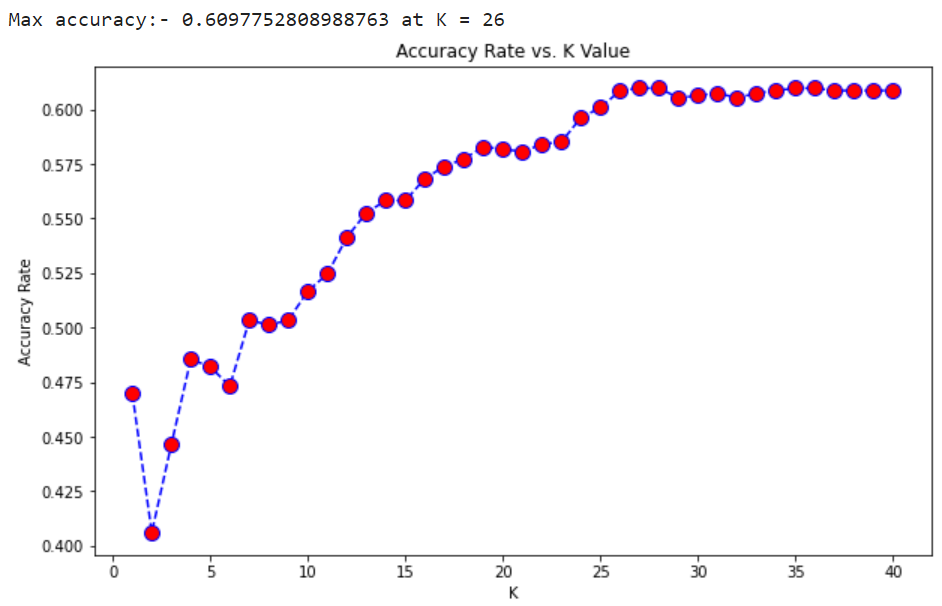 Max accuracy:- 0.6097752808988763 at K = 26
Accuracy Rate vs. K Value
Accuracy Rate
0.600
0.575
0.550
0.525
0.500
0.475
0.450
0.425
0.400
0 5 10 15 20 25 30 35 40
K